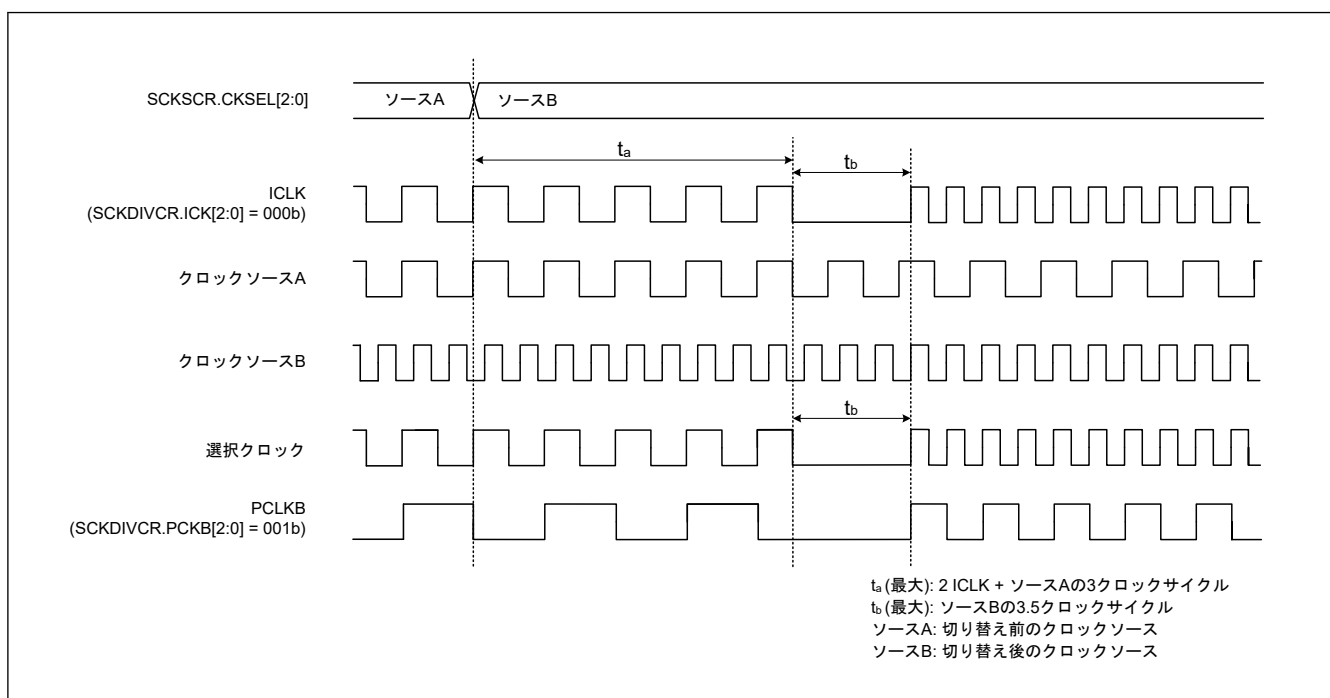 SCKSCR.CKSEL[2:0]
ソースA
ソースB
ta
tb
ICLK
(SCKDIVCR.ICK[2:0] = 000b)
クロックソースA
クロックソースB
tb
選択クロック
PCLKB
(SCKDIVCR.PCKB[2:0] = 001b)
ta (最大): 2 ICLK + ソースAの3クロックサイクル
tb (最大): ソースBの3.5クロックサイクル
ソースA: 切り替え前のクロックソース
ソースB: 切り替え後のクロックソース